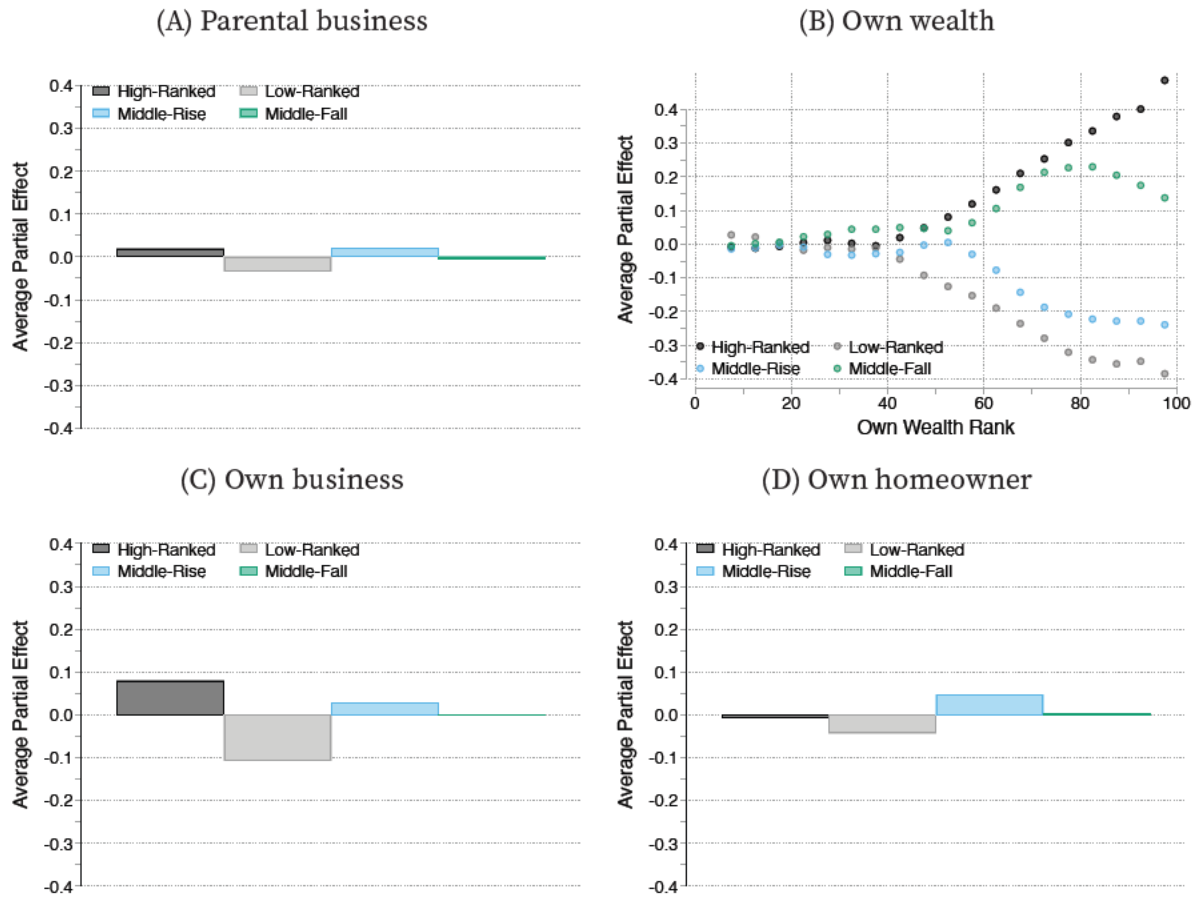 (A) Parental business
0.4
0.3
0.2
0.1
0.0
-0.1
-0.2
-0.3
-0.4
Average Partial Effect
High-Ranked Low-Ranked
Middle-Rise Middle-Fall
(B) Own wealth
0.4
0.3
0.2
0.1
0.0
-0.1
-0.2
-0.3
-0.4
Average Partial Effect
High-Ranked Low-Ranked
Middle-Rise Middle-Fall
0 20 40 60 80 100
Own Wealth Rank
(C) Own business
0.4
0.3
0.2
0.1
0.0
-0.1
-0.2
-0.3
-0.4
Average Partial Effect
High-Ranked Low-Ranked
Middle-Rise Middle-Fall
(D) Own homeowner
0.4
0.3
0.2
0.1
0.0
-0.1
-0.2
-0.3
-0.4
Average Partial Effect
High-Ranked Low-Ranked
Middle-Rise Middle-Fall